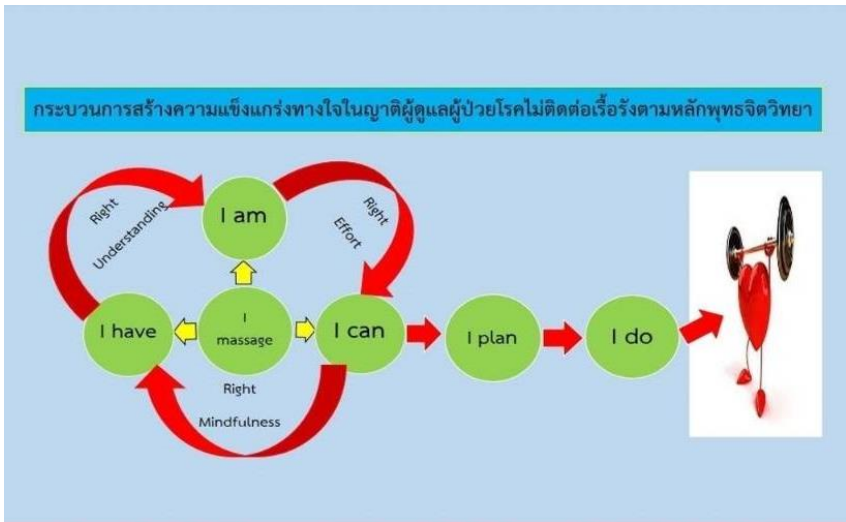 กระบวนการสร้างความแข็งแกร่งทางใจในญาติผู้ดูแลผู้ป่วยโรคไม่ติดต่อเรื้อรังตามหลักพุทธจิตวิทยา
Right
Understanding
I am
Right
Effort
I have
I
massage
I can
I plan
I do
Right
Mindfulness